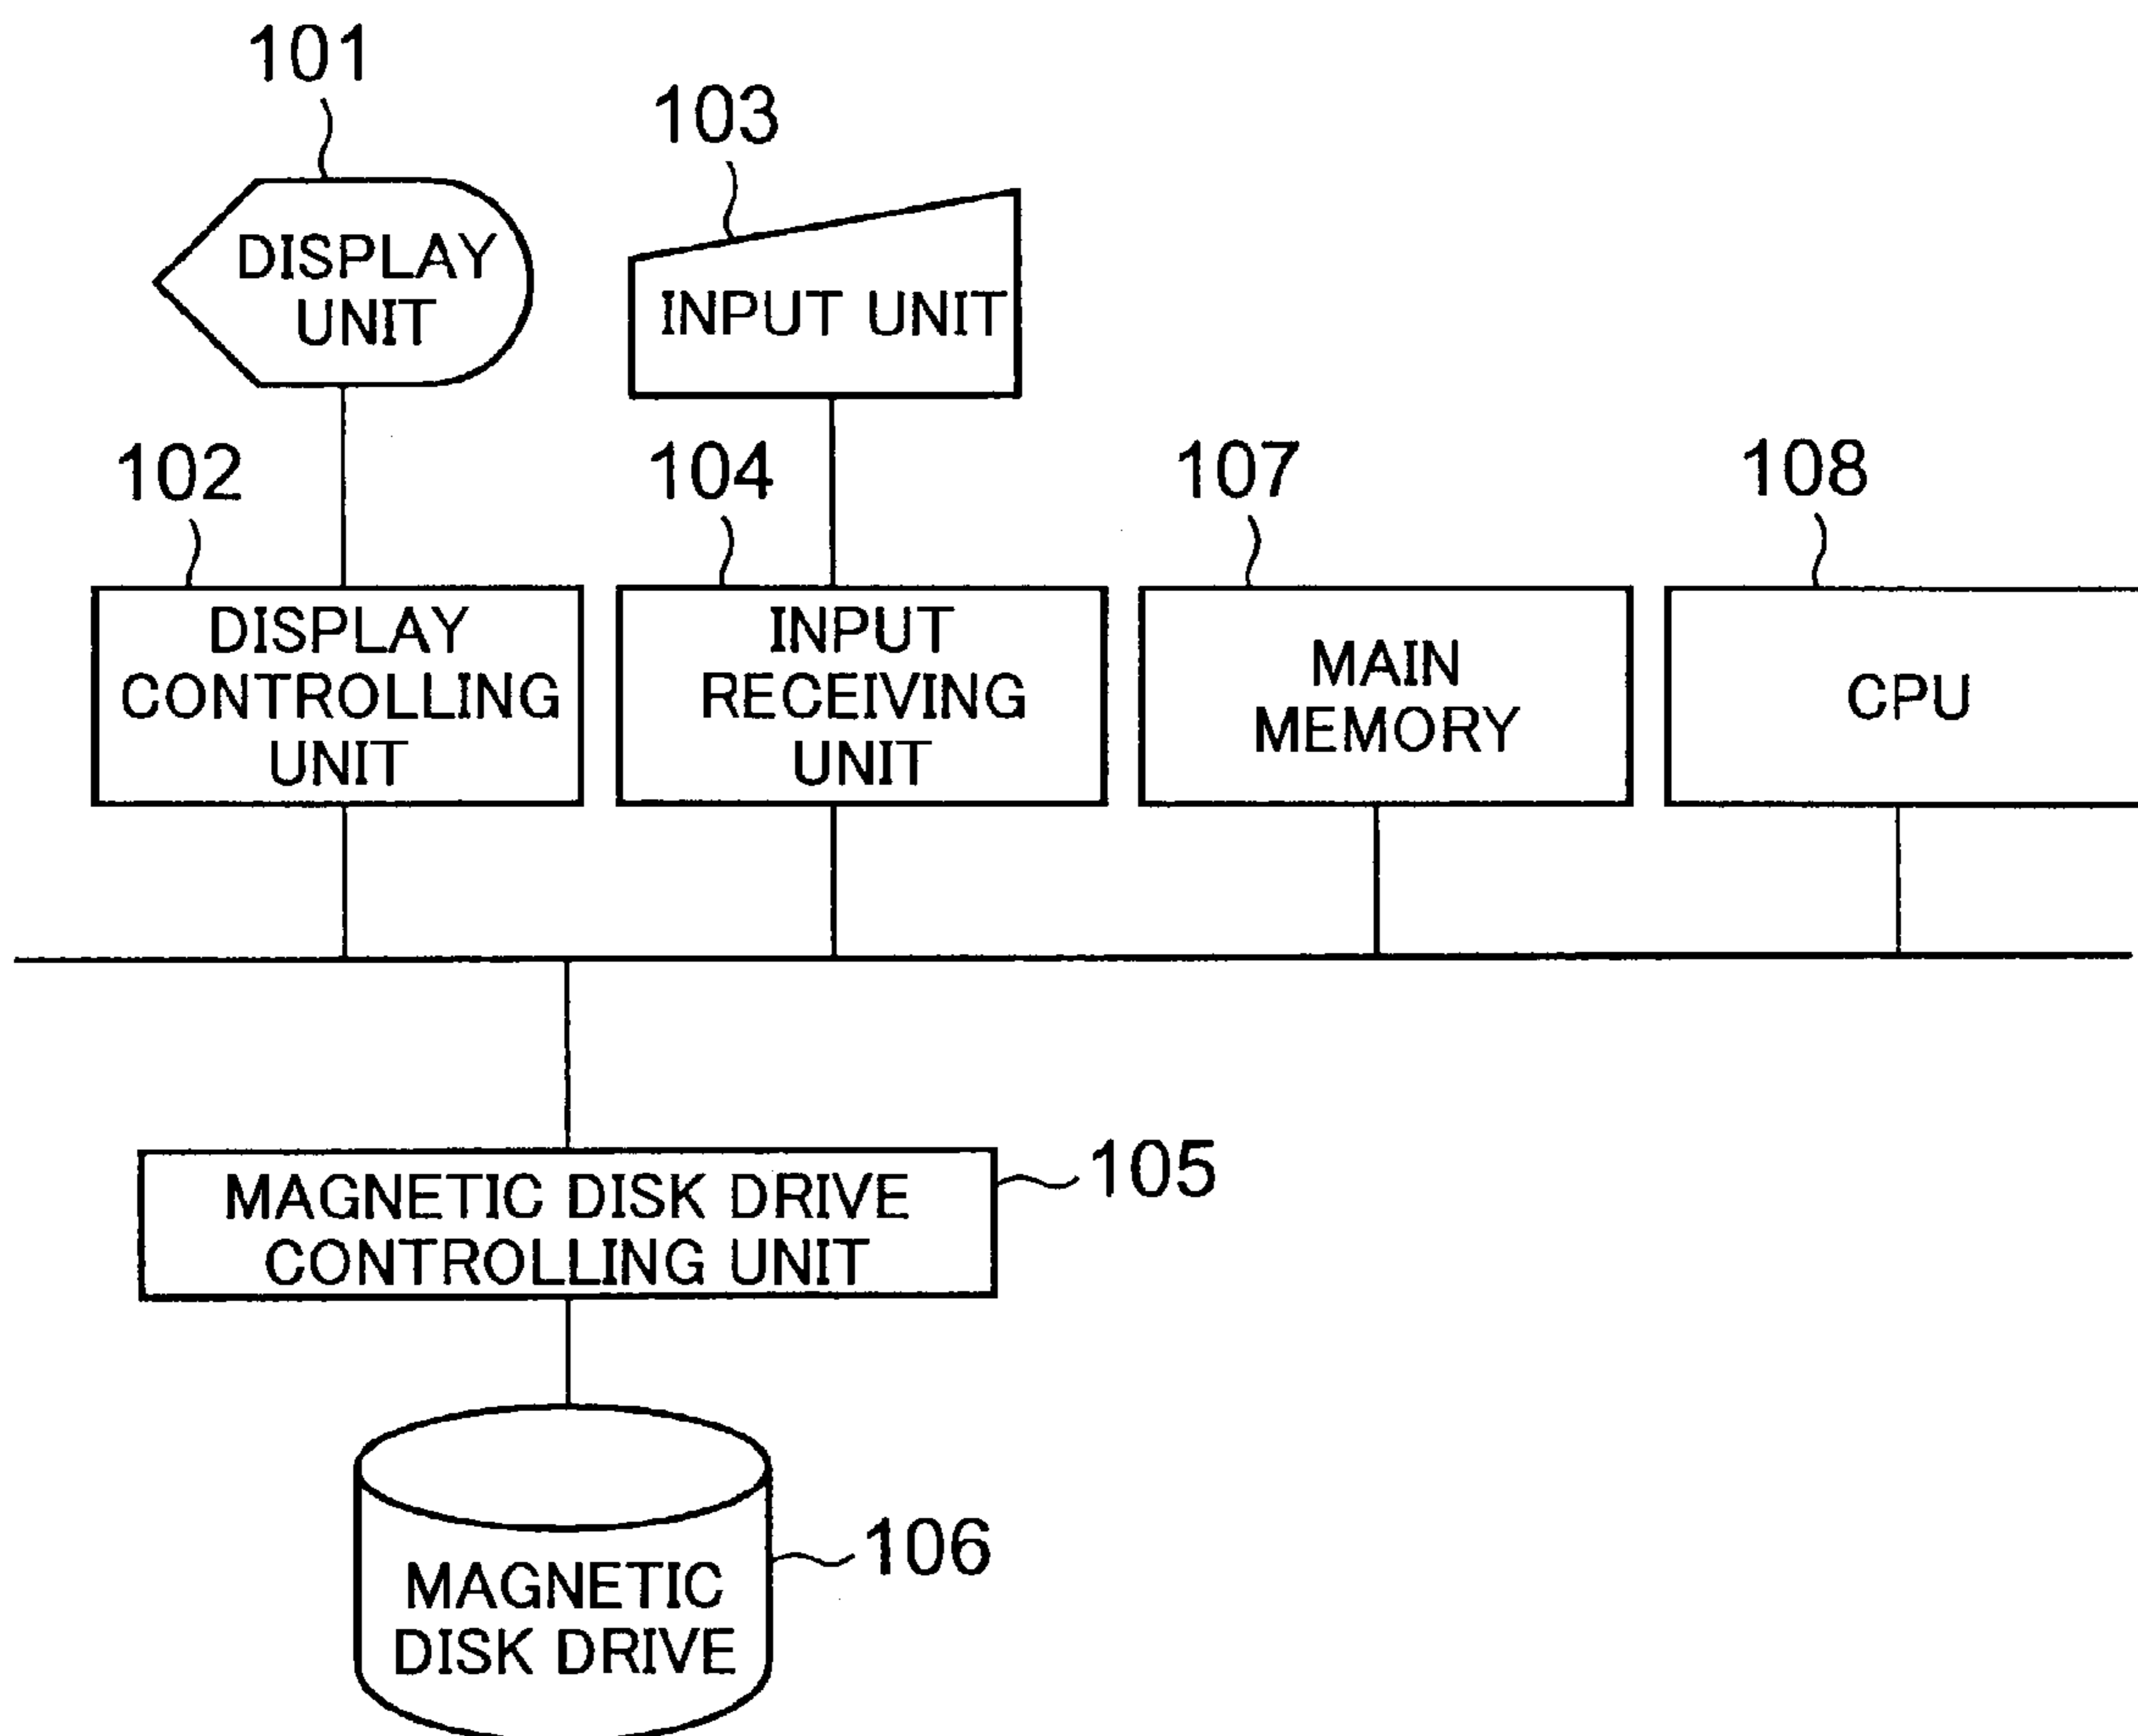 101
103
DISPLAY
UNIT
INPUT UNIT
102
104
107
108
DISPLAY
CONTROLLING
UNIT
INPUT
RECEIVING
UNIT
MAIN
MEMORY
CPU
MAGNETIC DISK DRIVE
CONTROLLING UNIT
105
MAGNETIC
DISK DRIVE
106